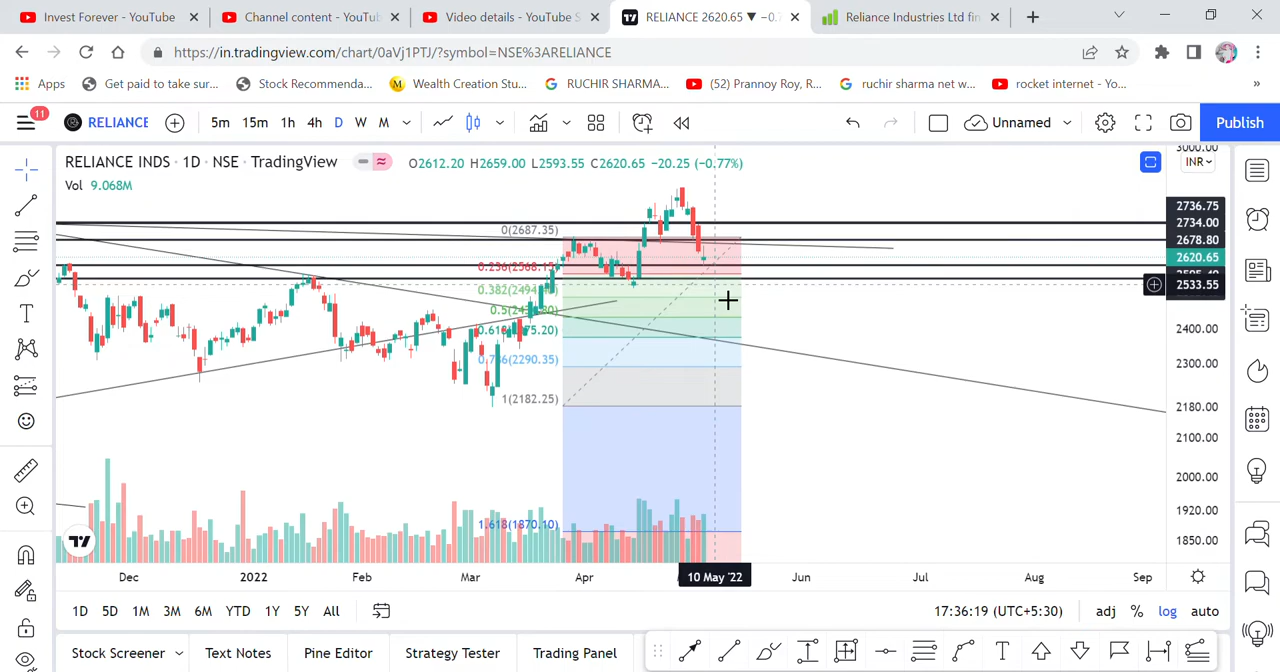 Invest Forever - YouTube
Channel content - YouTub
Video details - YouTube S
RELIANCE 2620.65 ▼ −0.7
Reliance Industries Ltd fin
https://in.tradingview.com/chart/0aVj1PTJ/?symbol=NSE%3ARELIANCE
Apps
Get paid to take sur...
Stock Recommenda...
Wealth Creation Stu...
RUCHIR SHARMA...
(52) Prannoy Roy, R...
ruchir sharma net w...
rocket internet - Yo...
11
RELIANCE
5m 15m 1h 4h D W M
Unnamed
Publish
RELIANCE INDS · 1D · NSE · TradingView
O2612.20 H2659.00 L2593.55 C2620.65 −20.25 (−0.77%)
Vol 9.068M
3000.00
INR
2736.75
2734.00
2678.80
2620.65
2533.55
2400.00
2300.00
2180.00
2100.00
2000.00
1920.00
1850.00
0(2687.35)
0.236(2568.15)
0.618(2375.20)
0.786(2290.35)
1(2182.25)
1.618(1870.10)
Dec 2022 Feb Mar Apr 10 May '22 Jun Jul Aug Sep
1D 5D 1M 3M 6M YTD 1Y 5Y All
17:36:19 (UTC+5:30) adj % log auto
Stock Screener Text Notes Pine Editor Strategy Tester Trading Panel